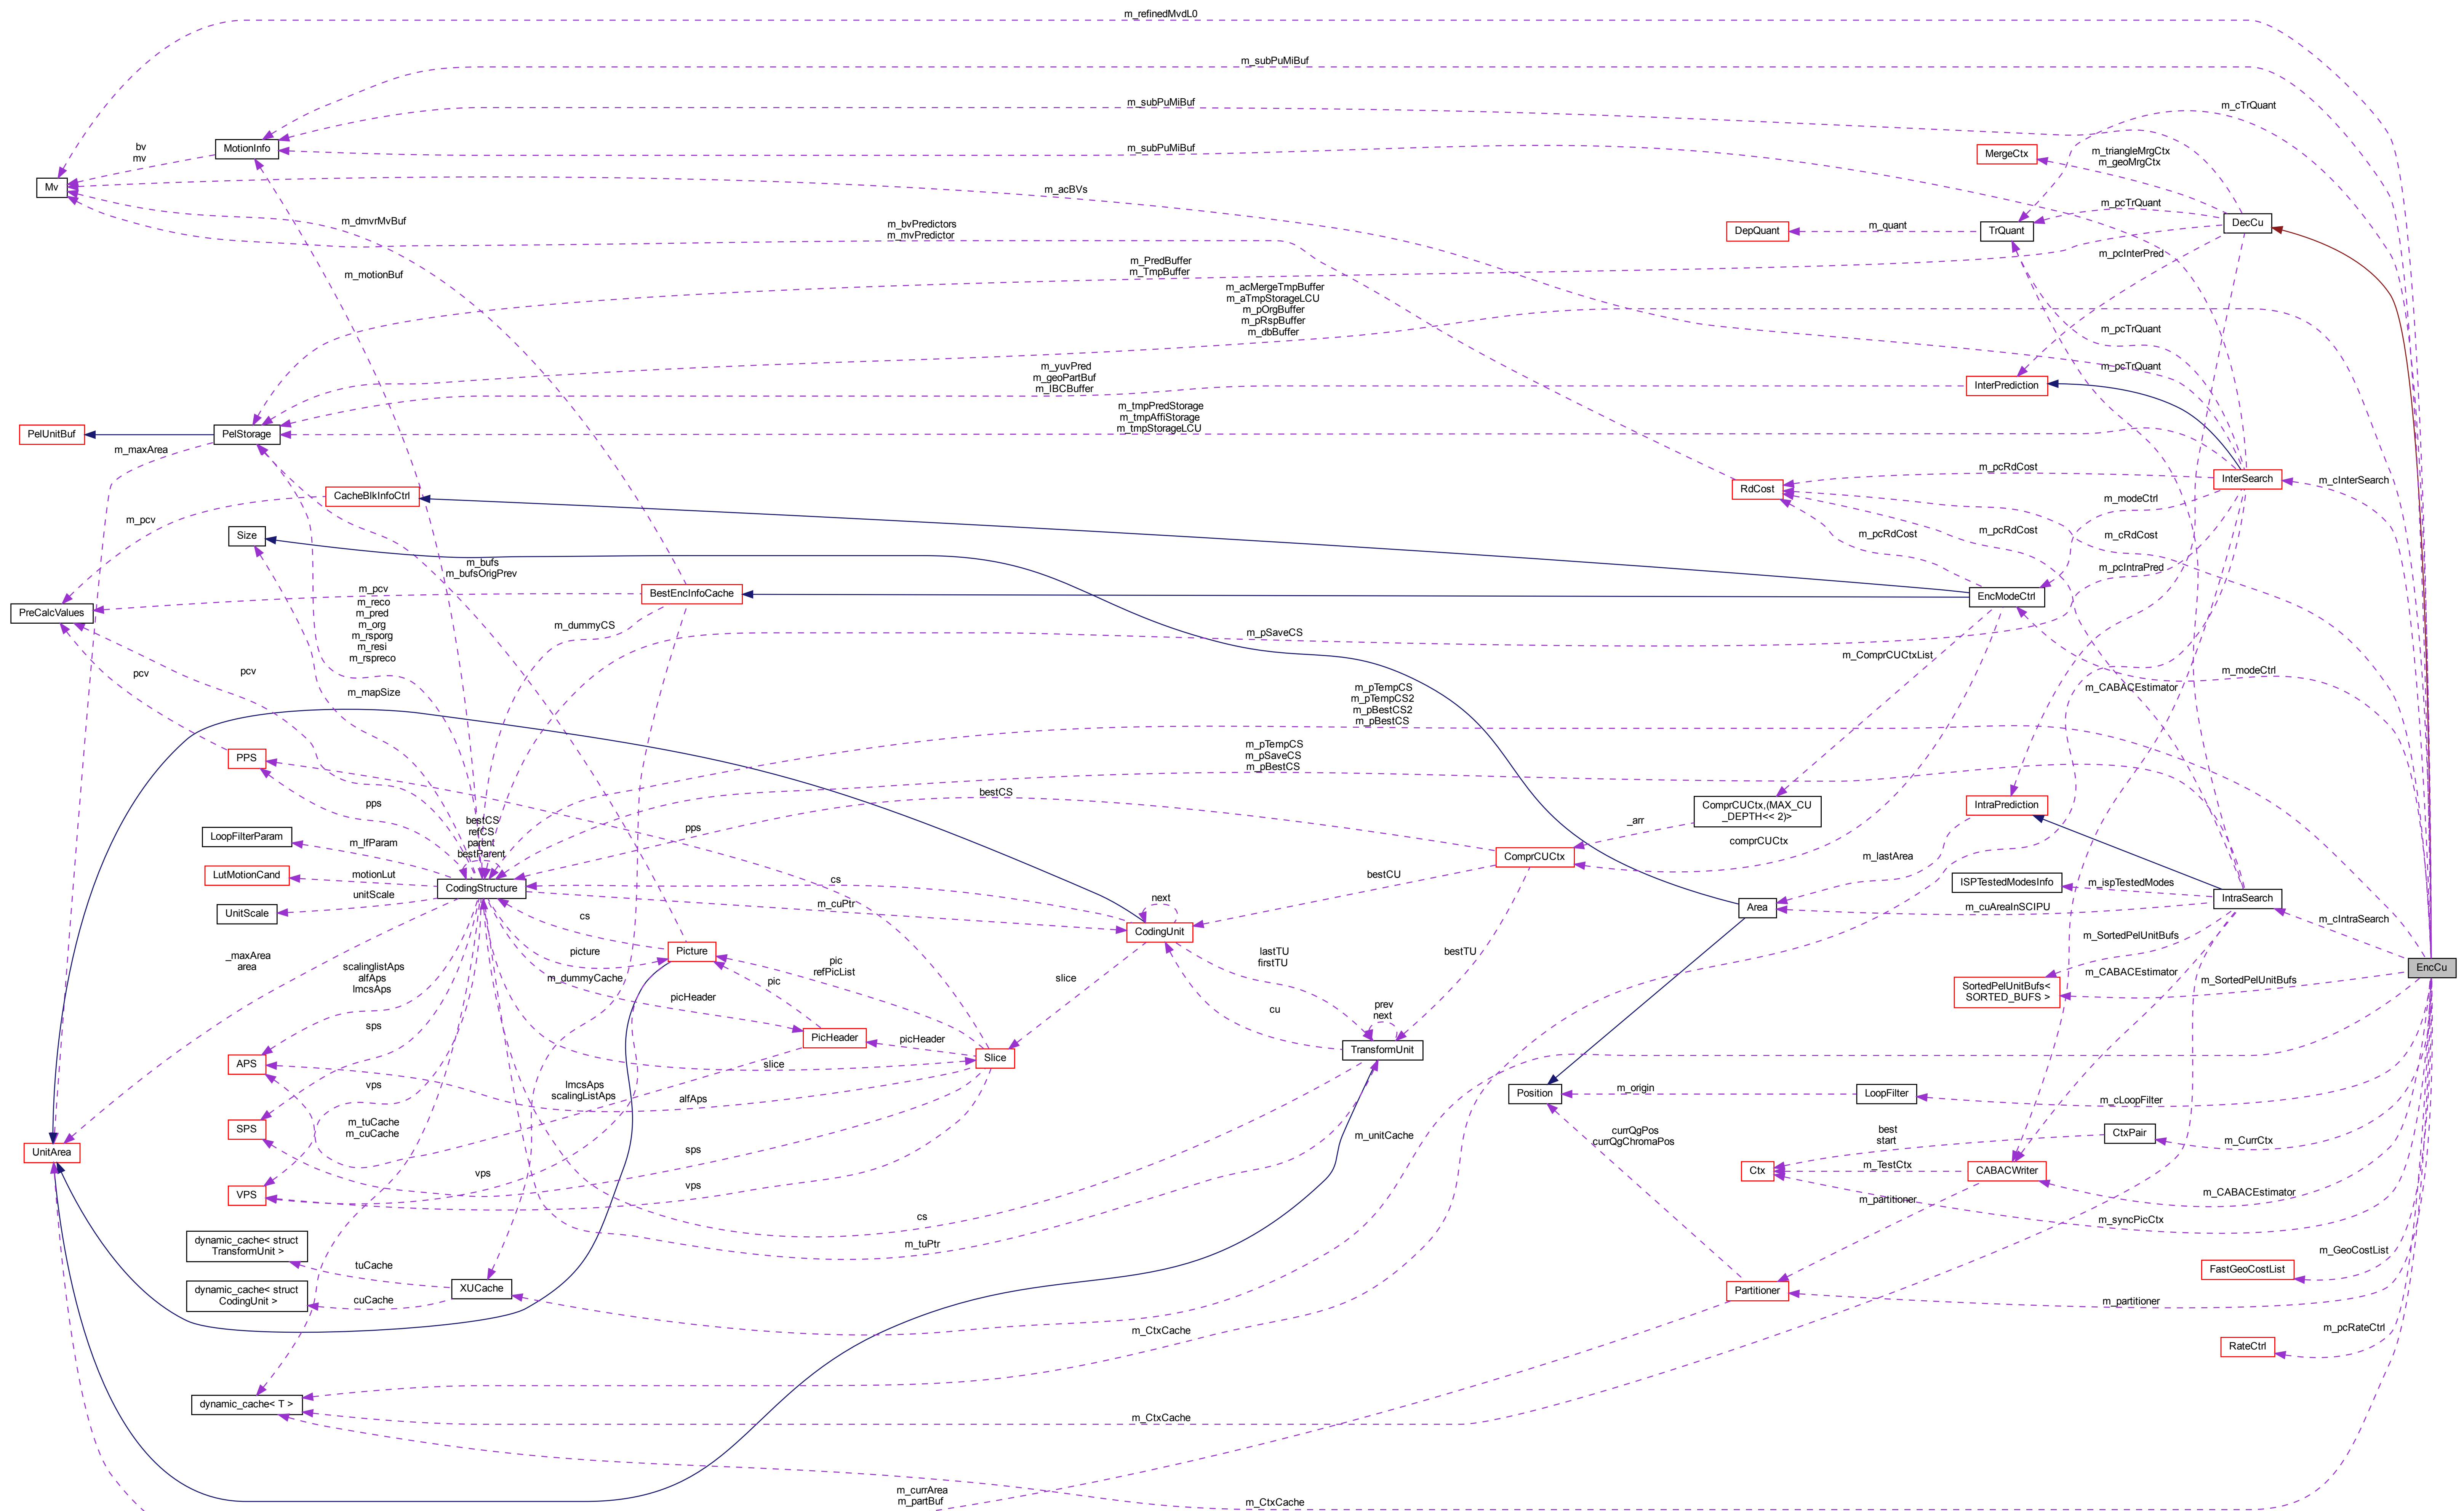 m_refinedMvdL0
m_subPuMiBuf
m_subPuMiBuf
m_cTrQuant
MotionInfo
bv
mv
m_subPuMiBuf
MergeCtx
m_triangleMrgCtx
m_geoMrgCtx
Mv
m_acBVs
m_dmvrMvBuf
m_bvPredictors
m_mvPredictor
m_pcTrQuant
DecCu
DepQuant
m_quant
TrQuant
m_motionBuf
m_PredBuffer
m_TmpBuffer
m_pcInterPred
m_acMergeTmpBuffer
m_aTmpStorageLCU
m_pOrgBuffer
m_pRspBuffer
m_dbBuffer
m_pcTrQuant
m_yuvPred
m_geoPartBuf
m_IBCBuffer
m_pcTrQuant
InterPrediction
PelUnitBuf
PelStorage
m_tmpPredStorage
m_tmpAffiStorage
m_tmpStorageLCU
m_maxArea
CacheBlkInfoCtrl
m_pcRdCost
RdCost
InterSearch
m_cInterSearch
m_modeCtrl
m_pcv
Size
m_pcRdCost
m_pcRdCost
m_cRdCost
m_bufs
m_bufsOrigPrev
m_pcIntraPred
PreCalcValues
m_pcv
BestEncInfoCache
EncModeCtrl
m_reco
m_pred
m_org
m_rsporg
m_resi
m_rspreco
m_dummyCS
m_pSaveCS
m_ComprCUCtxList
m_modeCtrl
pcv
pcv
m_mapSize
m_pTempCS
m_pTempCS2
m_pBestCS2
m_pBestCS
m_CABACEstimator
PPS
m_pTempCS
m_pSaveCS
m_pBestCS
bestCS
ComprCUCtx,(MAX_CU
_DEPTH<< 2)>
IntraPrediction
pps
_arr
LoopFilterParam
m_lfParam
bestCS
refCS
parent
bestParent
pps
comprCUCtx
ComprCUCtx
m_lastArea
LutMotionCand
motionLut
CodingStructure
cs
bestCU
ISPTestedModesInfo
m_ispTestedModes
IntraSearch
UnitScale
unitScale
m_cuPtr
next
Area
m_cuAreaInSCIPU
m_cIntraSearch
cs
CodingUnit
m_SortedPelUnitBufs
_maxArea
area
scalinglistAps
alfAps
lmcsAps
picture
Picture
m_dummyCache
pic
refPicList
lastTU
firstTU
bestTU
m_CABACEstimator
EncCu
m_SortedPelUnitBufs
SortedPelUnitBufs<
SORTED_BUFS >
slice
pic
picHeader
prev
next
cu
sps
PicHeader
picHeader
TransformUnit
APS
slice
Slice
vps
lmcsAps
scalingListAps
alfAps
Position
m_origin
LoopFilter
m_cLoopFilter
SPS
m_tuCache
m_cuCache
currQgPos
currQgChromaPos
m_unitCache
best
start
CtxPair
m_CurrCtx
UnitArea
sps
Ctx
m_TestCtx
CABACWriter
VPS
vps
vps
m_CABACEstimator
m_partitioner
cs
m_syncPicCtx
dynamic_cache< struct
TransformUnit >
m_tuPtr
m_GeoCostList
FastGeoCostList
tuCache
XUCache
dynamic_cache< struct
CodingUnit >
cuCache
Partitioner
m_partitioner
m_CtxCache
m_pcRateCtrl
RateCtrl
dynamic_cache< T >
m_CtxCache
m_currArea
m_partBuf
m_CtxCache